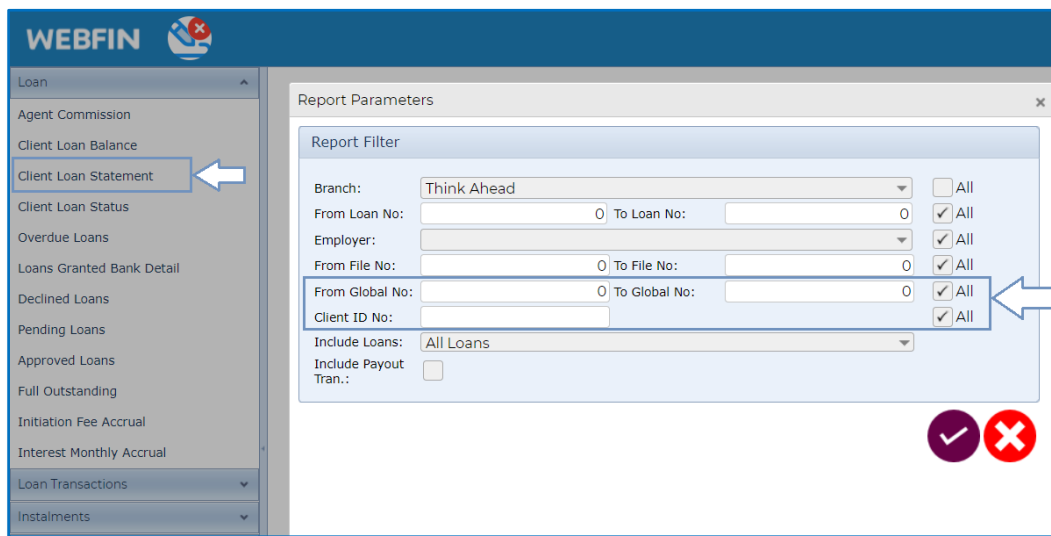 WEBFIN
Loan
Agent Commission
Client Loan Balance
Client Loan Statement
Client Loan Status
Overdue Loans
Loans Granted Bank Detail
Declined Loans
Pending Loans
Approved Loans
Full Outstanding
Initiation Fee Accrual
Interest Monthly Accrual
Loan Transactions
Instalments
Report Parameters
Report Filter
Branch: Think Ahead All
From Loan No: 0 To Loan No: 0 All
Employer: All
From File No: 0 To File No: 0 All
From Global No: 0 To Global No: 0 All
Client ID No: All
Include Loans: All Loans
Include Payout
Tran.: